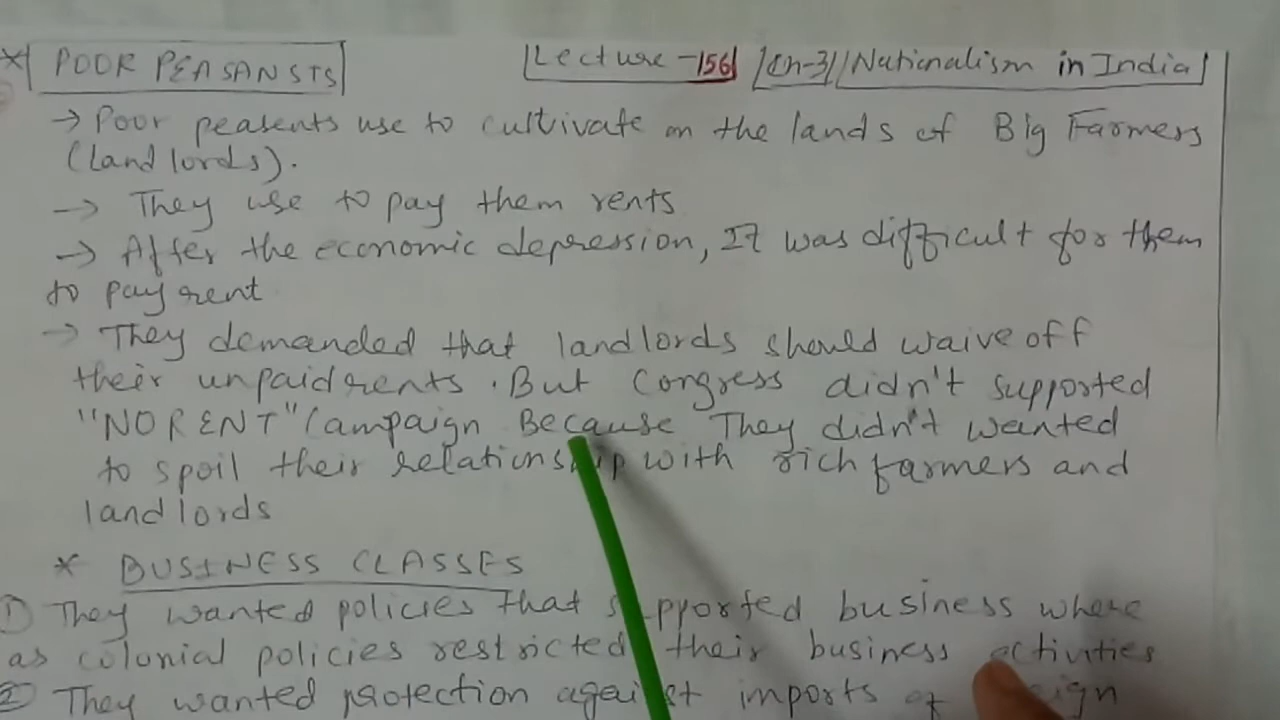 * POOR PEASANSTS
Lecture -156 / Ch-3 // Nationalism in India
→ Poor peasents use to cultivate on the lands of Big Farmers
(Land lords).
→ They use to pay them rents
→ After the economic depression, It was difficult for them
to pay rent
→ They demanded that landlords should waive off
their unpaid rents. But Congress didn't supported
"NO RENT" Campaign Because They didn't wanted
to spoil their relationship with rich farmers and
land lords
* BUSINESS CLASSES
① They wanted policies that supported business where
as colonial policies restricted their business activities
② They wanted protection against imports of